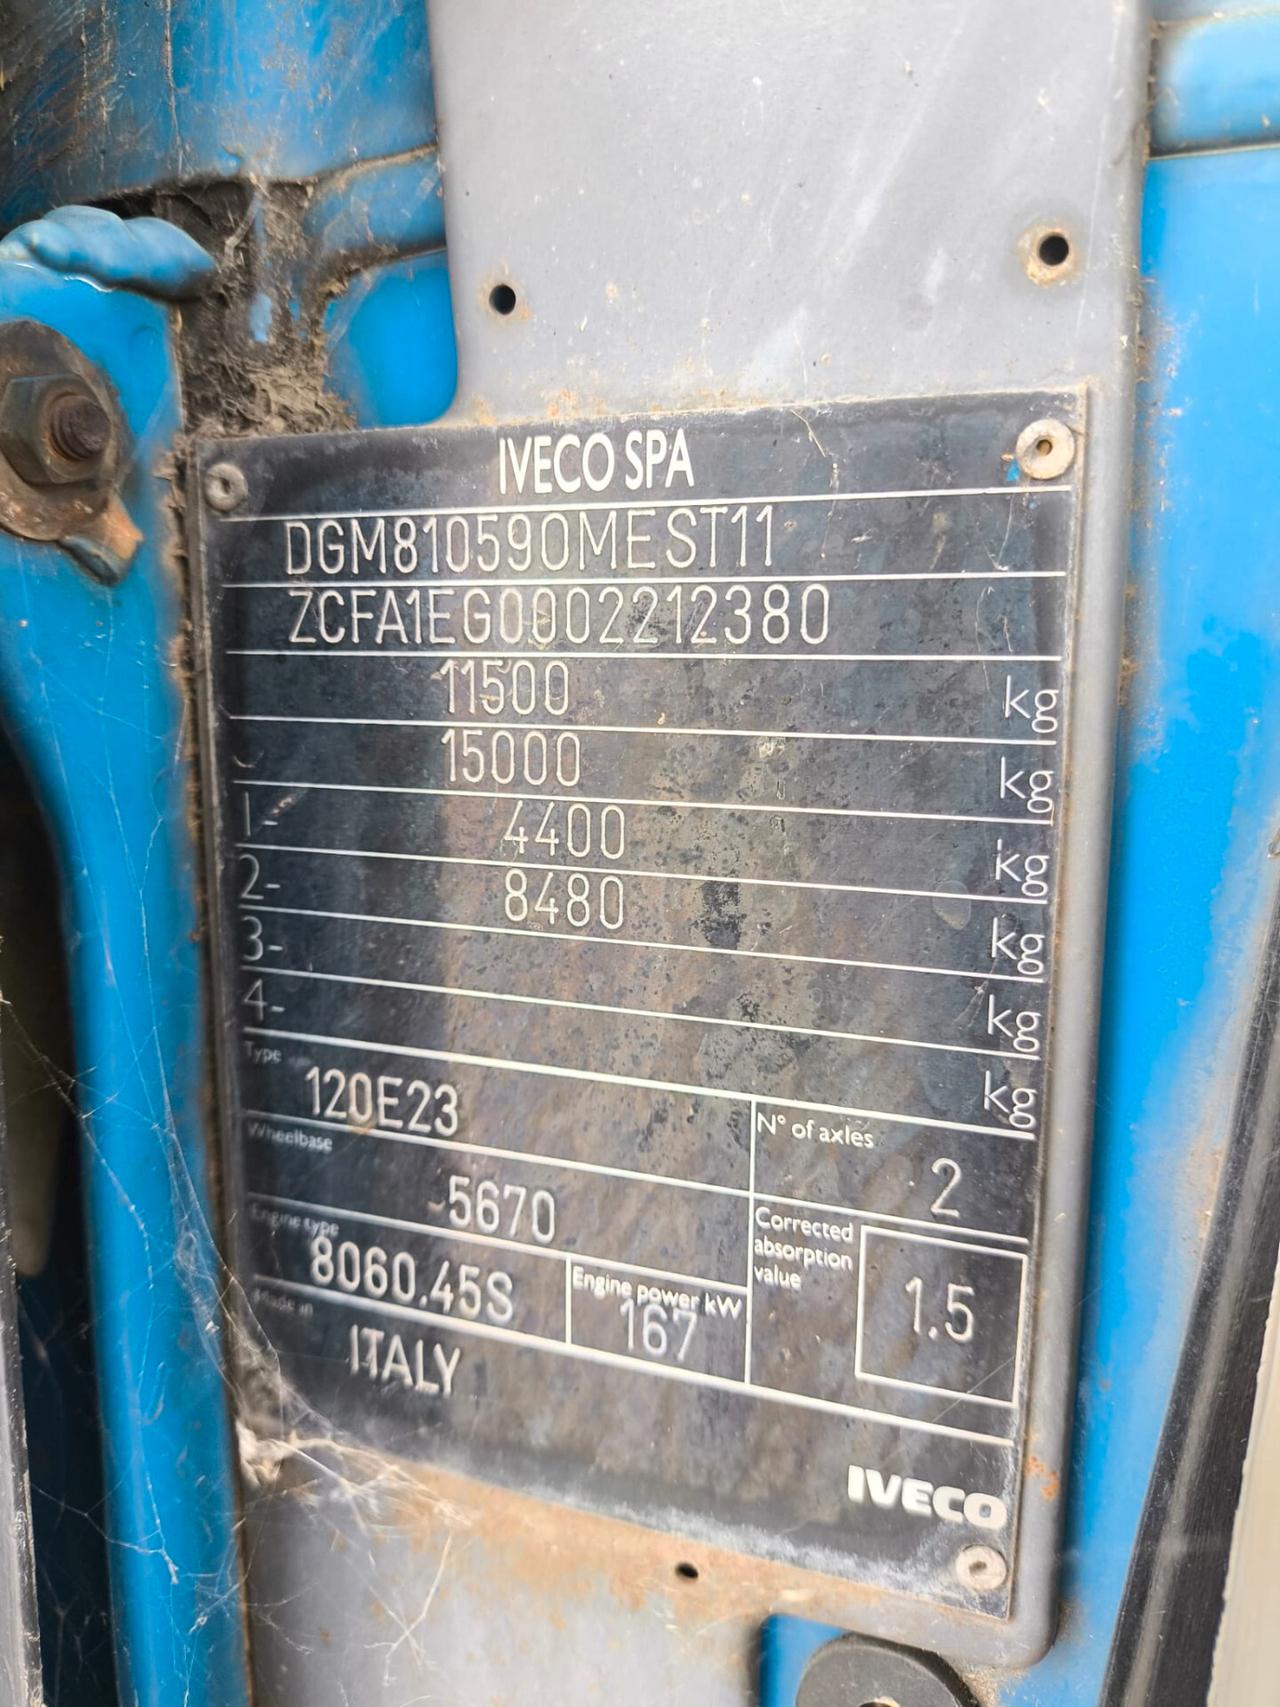 IVECO SPA
DGM810590MEST11
ZCFA1EG0002212380
11500 kg
15000 kg
1- 4400 kg
2- 8480 kg
3- kg
4- kg
Type
120E23
N° of axles
2
Wheelbase
5670
Corrected
absorption
value
1.5
Engine type
8060.45S
Engine power kW
167
Made in
ITALY
IVECO